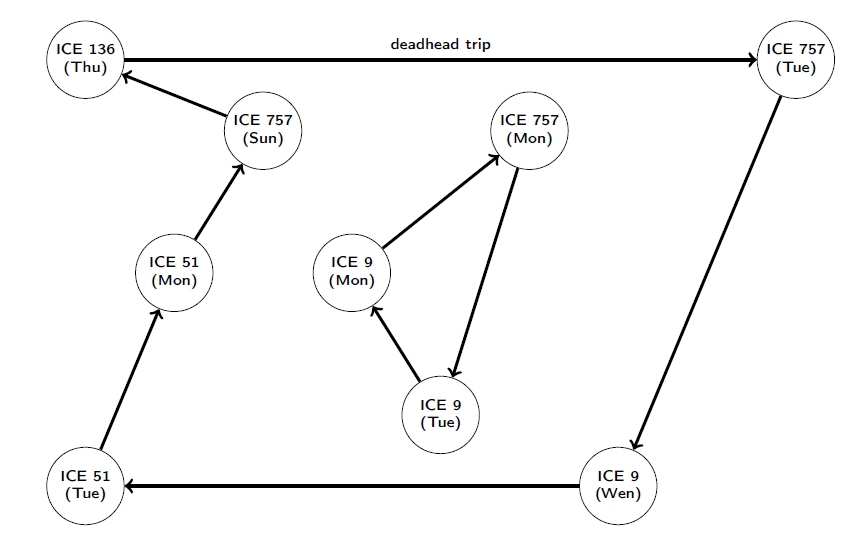 deadhead trip
ICE 136
(Thu)
ICE 757
(Tue)
ICE 757
(Sun)
ICE 757
(Mon)
ICE 51
(Mon)
ICE 9
(Mon)
ICE 9
(Tue)
ICE 51
(Tue)
ICE 9
(Wen)